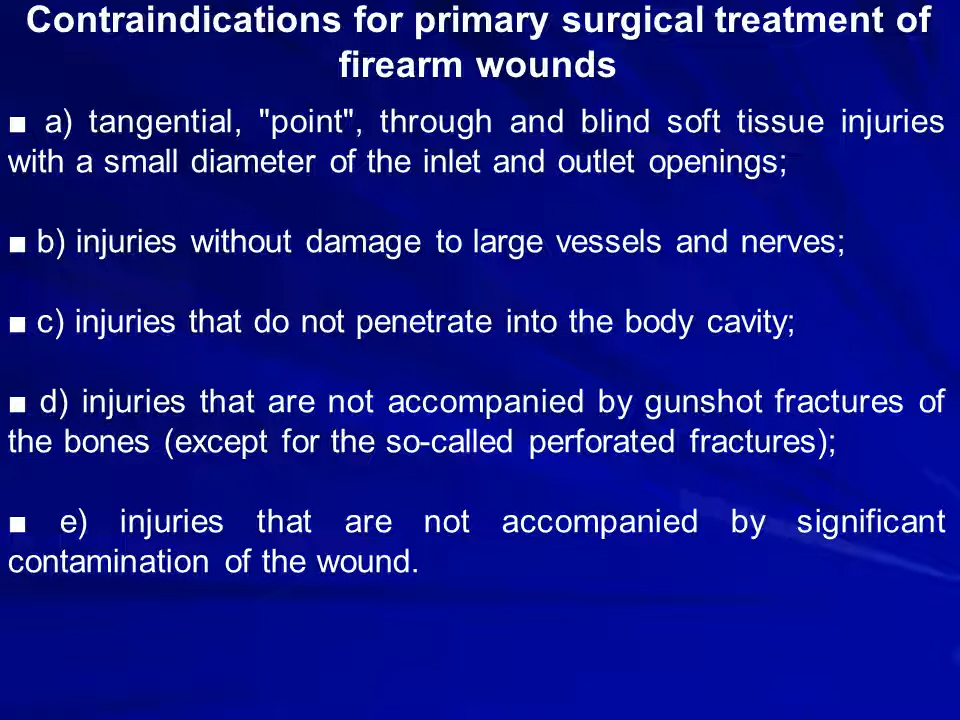 Contraindications for primary surgical treatment of
firearm wounds
■ a) tangential, "point", through and blind soft tissue injuries
with a small diameter of the inlet and outlet openings;
■ b) injuries without damage to large vessels and nerves;
■ c) injuries that do not penetrate into the body cavity;
■ d) injuries that are not accompanied by gunshot fractures of
the bones (except for the so-called perforated fractures);
■ e) injuries that are not accompanied by significant
contamination of the wound.